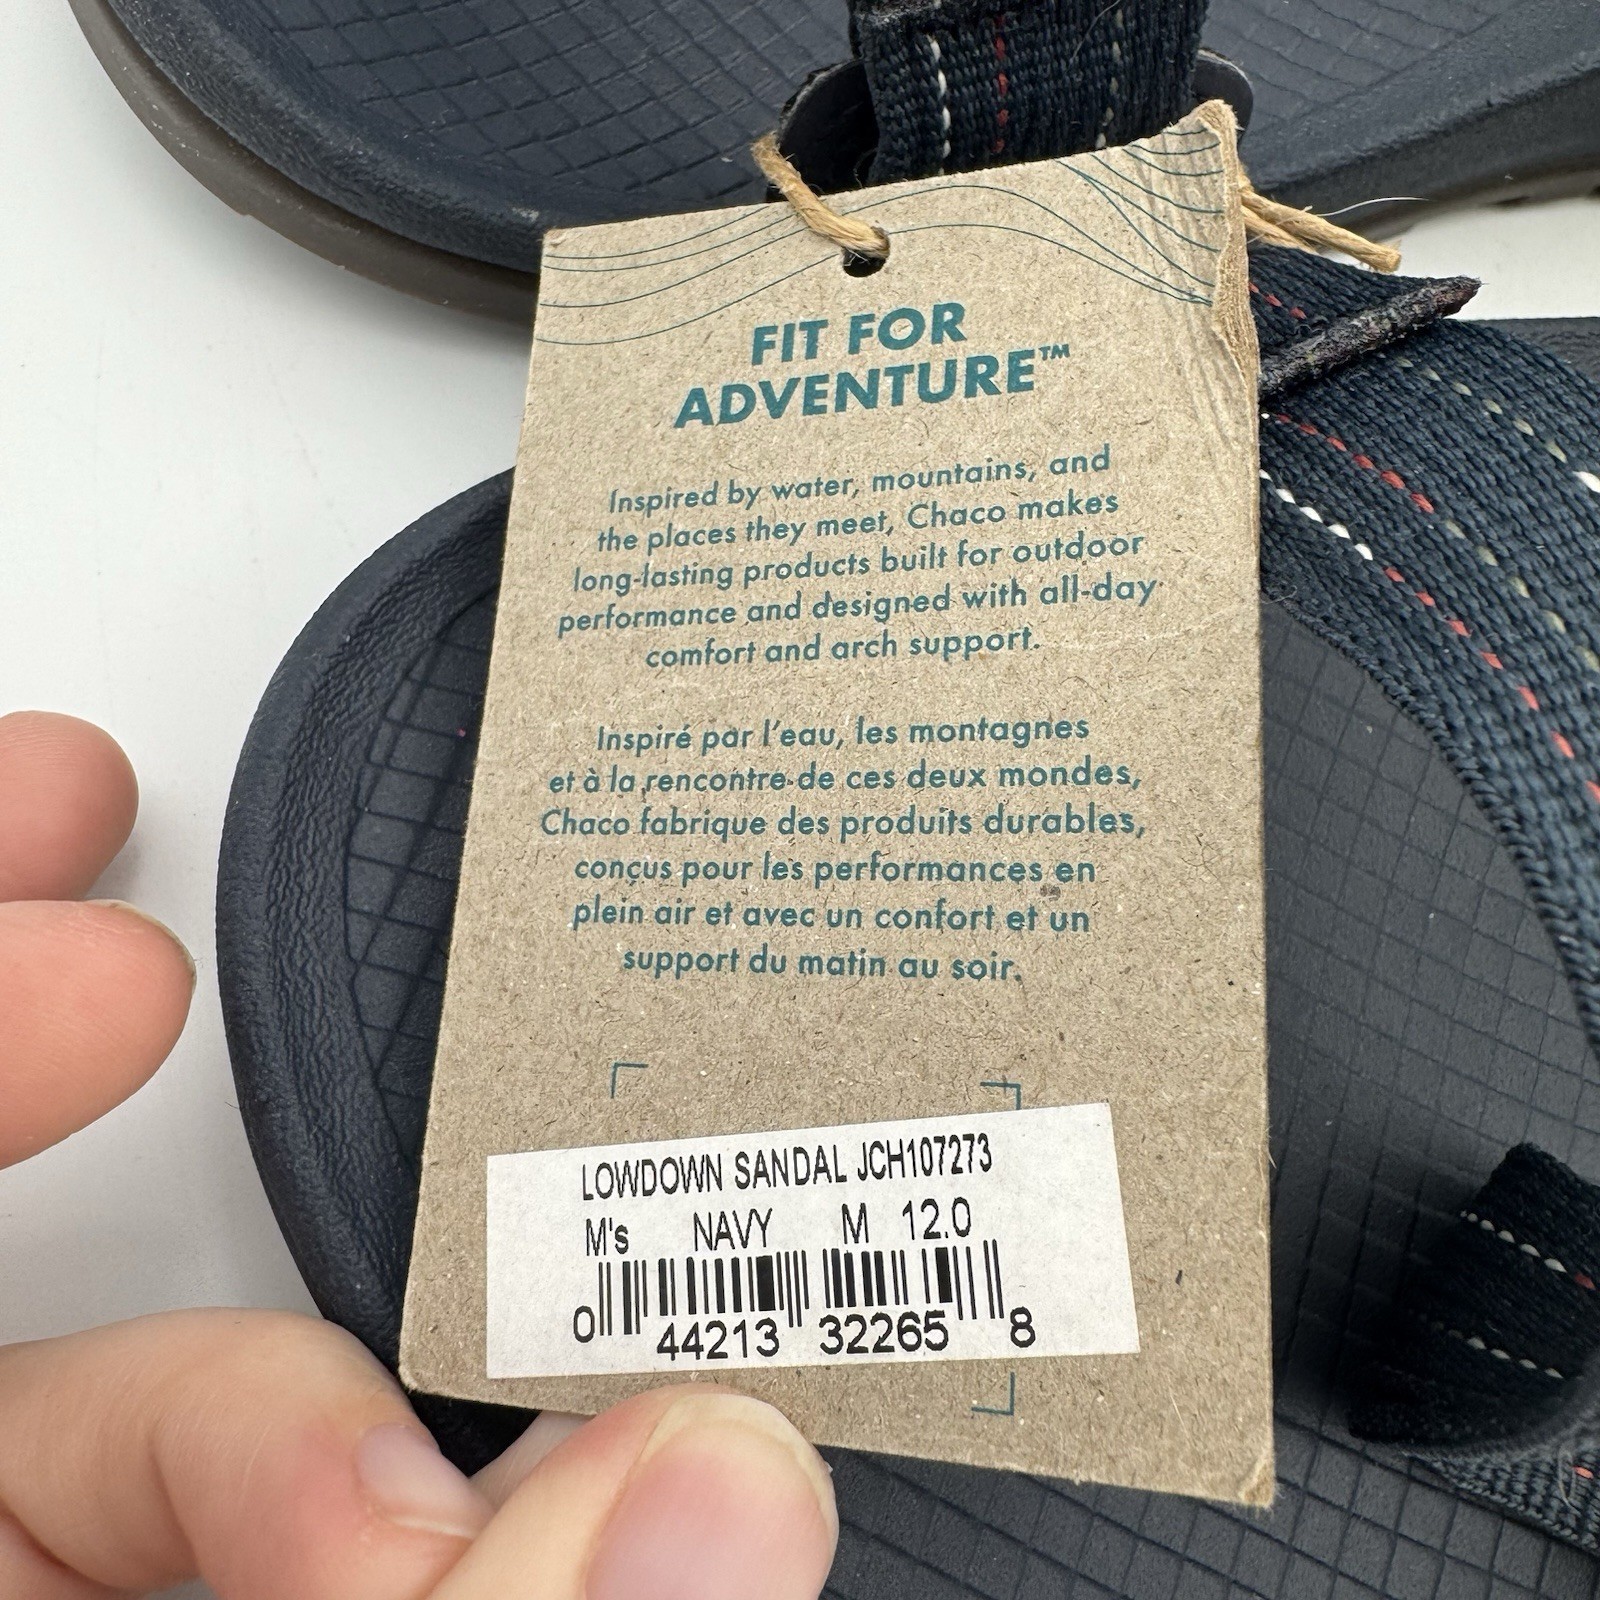 FIT FOR
ADVENTURE™
Inspired by water, mountains, and
the places they meet, Chaco makes
long-lasting products built for outdoor
performance and designed with all-day
comfort and arch support.
Inspiré par l'eau, les montagnes
et à la rencontre de ces deux mondes,
Chaco fabrique des produits durables,
conçus pour les performances en
plein air et avec un confort et un
support du matin au soir.
LOWDOWN SANDAL JCH107273
M's NAVY M 12.0
0 44213 32265 8